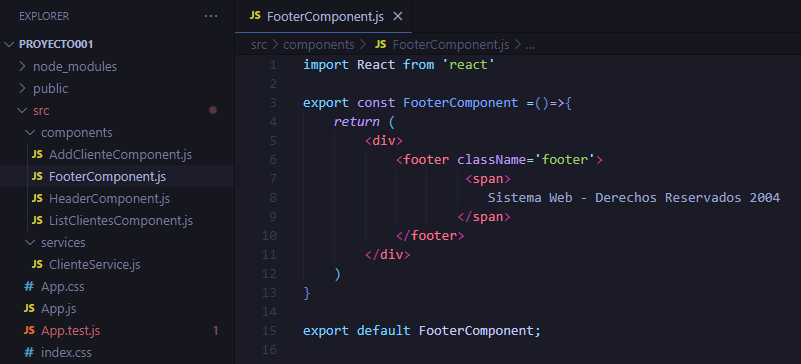 EXPLORER
PROYECTO001
node_modules
public
src
components
JS AddClienteComponent.js
JS FooterComponent.js
JS HeaderComponent.js
JS ListClientesComponent.js
services
JS ClienteService.js
# App.css
JS App.js
JS App.test.js 1
# index.css
JS FooterComponent.js ×
src > components > JS FooterComponent.js > ...
1 import React from 'react'
2
3 export const FooterComponent =()=>{
4 return (
5 <div>
6 <footer className='footer'>
7 <span>
8 Sistema Web - Derechos Reservados 2004
9 </span>
10 </footer>
11 </div>
12 )
13 }
14
15 export default FooterComponent;
16